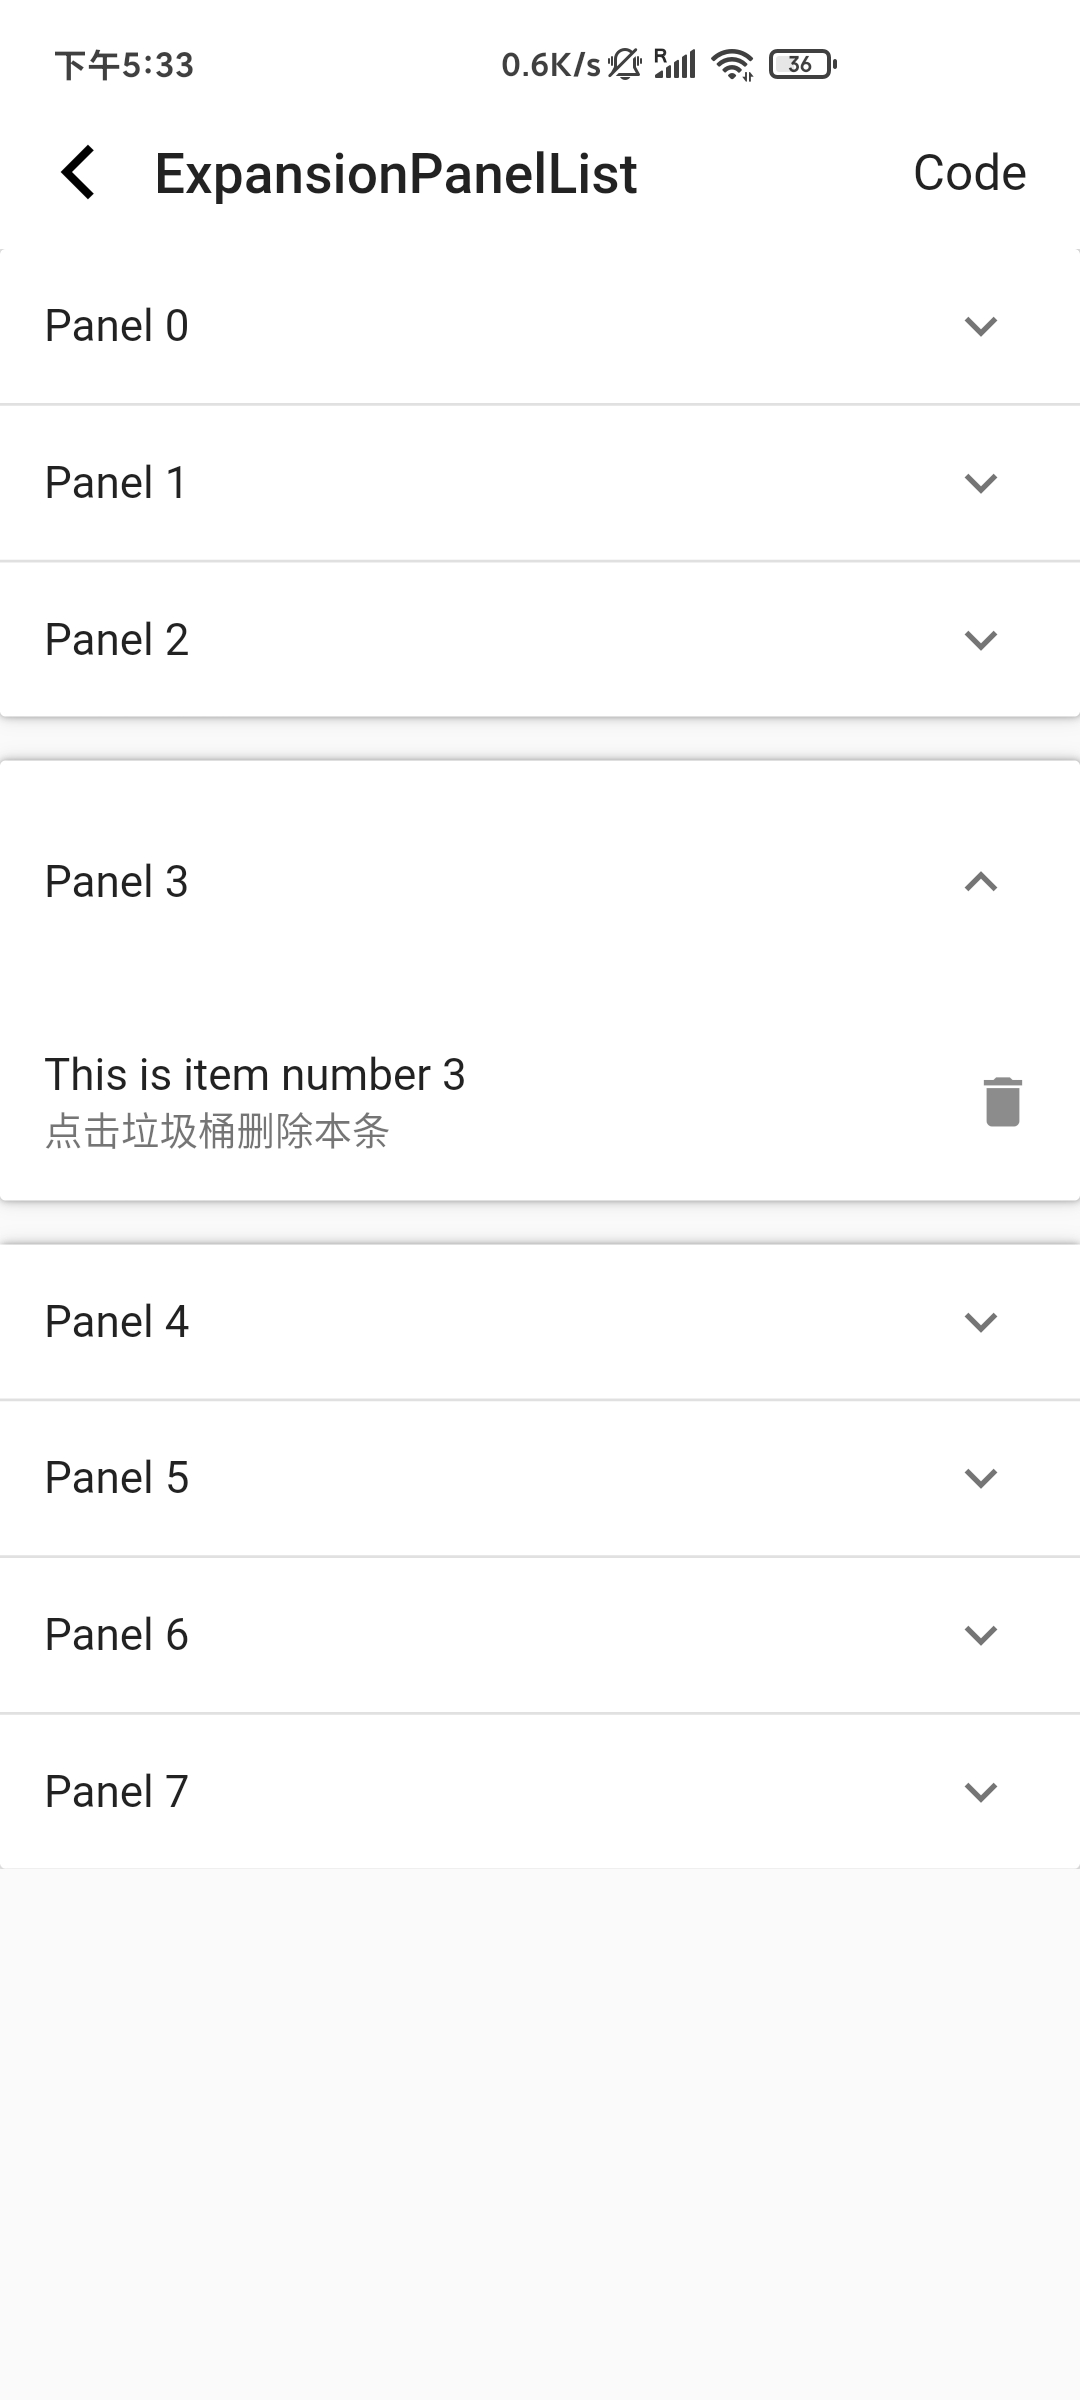 下午5:33 0.6K/s R 36
ExpansionPanelList Code
Panel 0
Panel 1
Panel 2
Panel 3
This is item number 3
点击垃圾桶删除本条
Panel 4
Panel 5
Panel 6
Panel 7